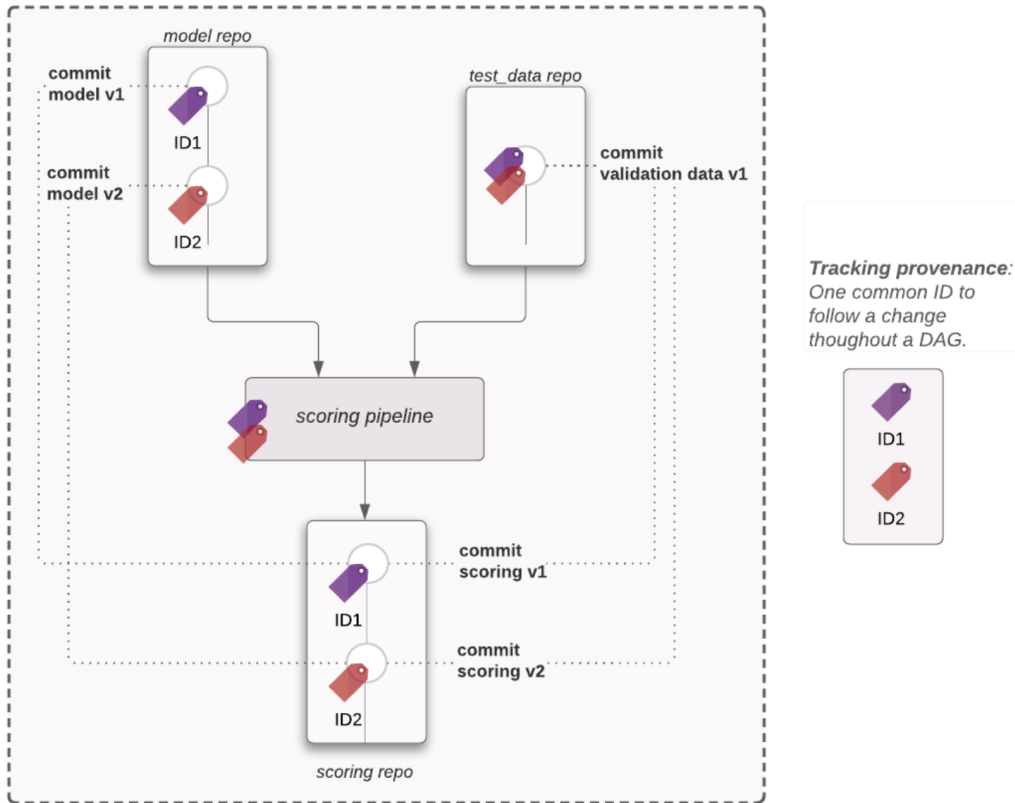 model repo
commit
model v1
ID1
commit
model v2
ID2
test_data repo
commit
validation data v1
scoring pipeline
commit
scoring v1
ID1
commit
scoring v2
ID2
scoring repo
Tracking provenance:
One common ID to
follow a change
thoughout a DAG.
ID1
ID2